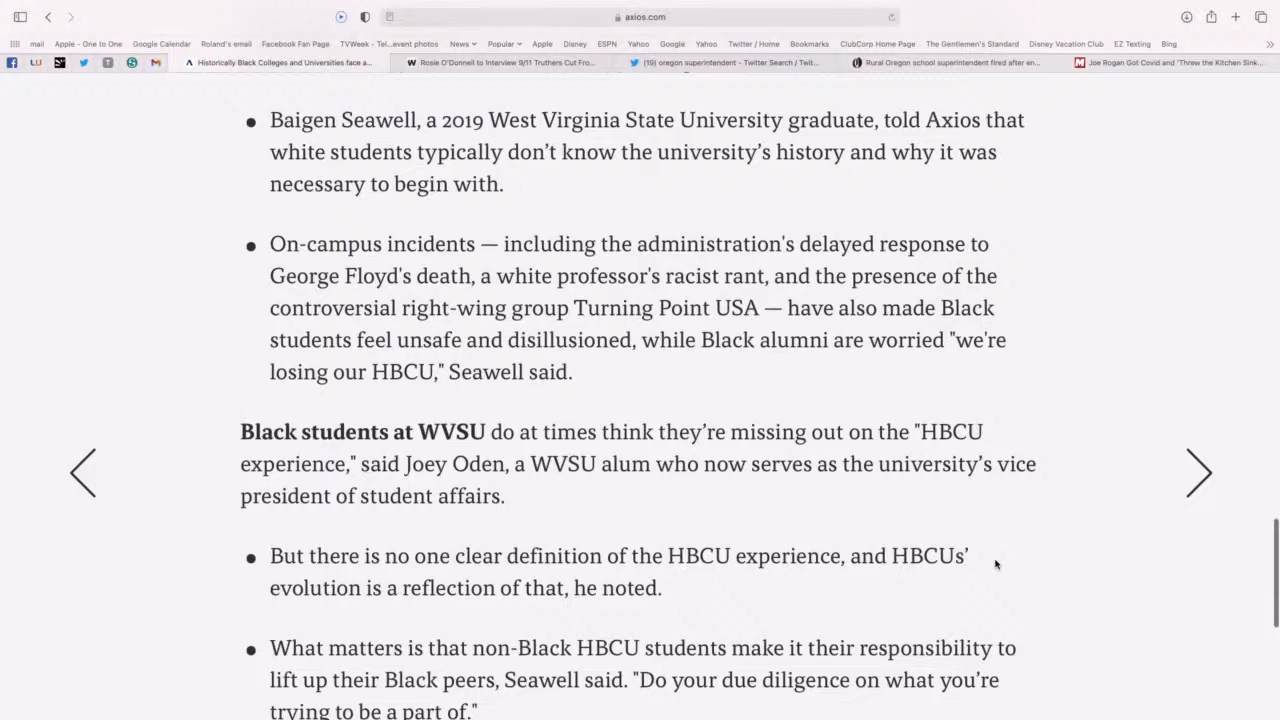 axios.com
mail Apple - One to One Google Calendar Roland's email Facebook Fan Page TVWeek - Tel...event photos News Popular Apple Disney ESPN Yahoo Google Yahoo Twitter / Home Bookmarks ClubCorp Home Page The Gentlemen's Standard Disney Vacation Club EZ Texting Bing
Historically Black Colleges and Universities face a... Rosie O'Donnell to Interview 9/11 Truthers Cut Fro... (19) oregon superintendent - Twitter Search / Twit... Rural Oregon school superintendent fired after en... Joe Rogan Got Covid and 'Threw the Kitchen Sink...
• Baigen Seawell, a 2019 West Virginia State University graduate, told Axios that
white students typically don’t know the university’s history and why it was
necessary to begin with.
• On-campus incidents — including the administration's delayed response to
George Floyd's death, a white professor's racist rant, and the presence of the
controversial right-wing group Turning Point USA — have also made Black
students feel unsafe and disillusioned, while Black alumni are worried "we're
losing our HBCU," Seawell said.
Black students at WVSU do at times think they’re missing out on the "HBCU
experience," said Joey Oden, a WVSU alum who now serves as the university’s vice
president of student affairs.
• But there is no one clear definition of the HBCU experience, and HBCUs’
evolution is a reflection of that, he noted.
• What matters is that non-Black HBCU students make it their responsibility to
lift up their Black peers, Seawell said. "Do your due diligence on what you’re
trying to be a part of."